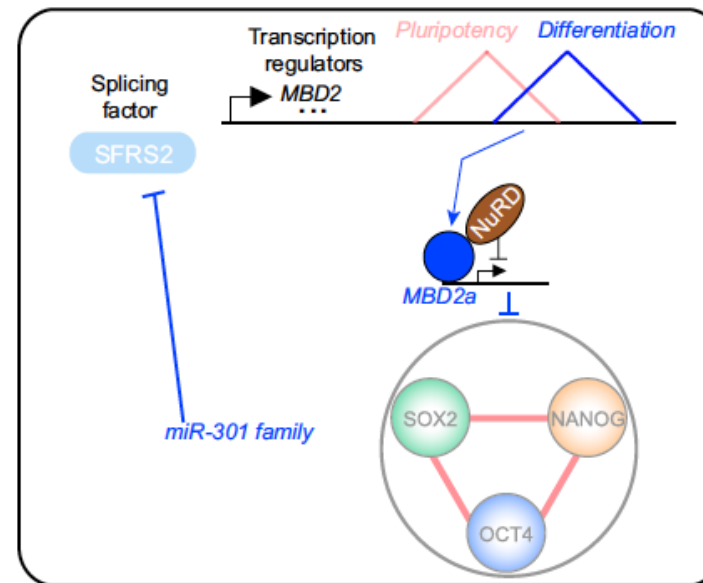 Transcription
regulators
Pluripotency
Differentiation
MBD2
...
Splicing
factor
SFRS2
NuRD
MBD2a
miR-301 family
SOX2
NANOG
OCT4